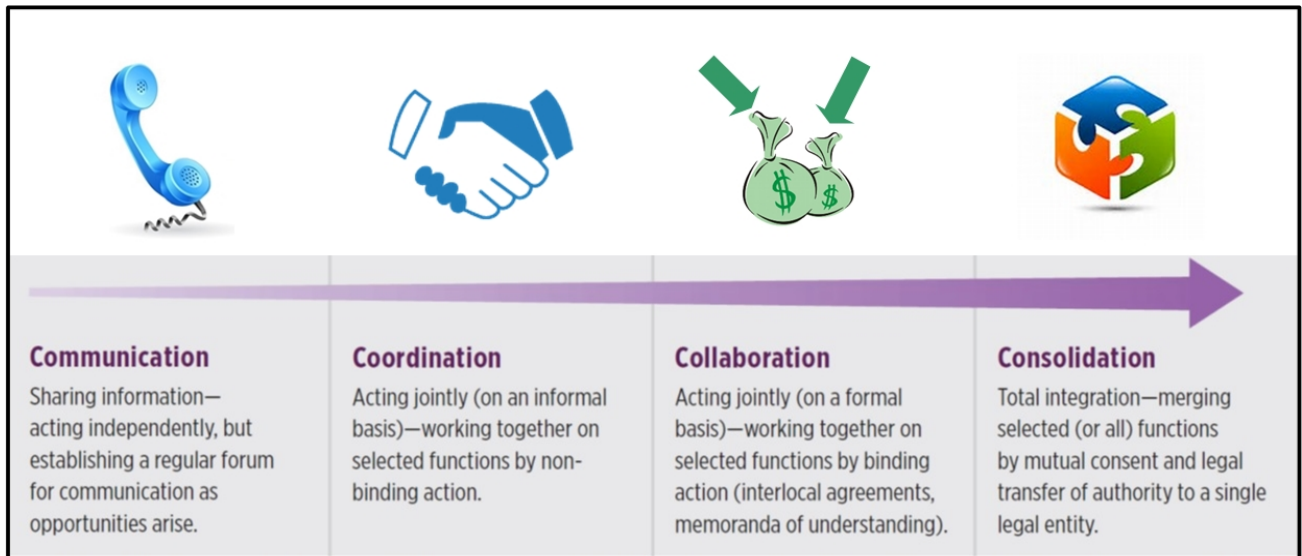 $
$
Communication
Sharing information—
acting independently, but
establishing a regular forum
for communication as
opportunities arise.
Coordination
Acting jointly (on an informal
basis)—working together on
selected functions by non-
binding action.
Collaboration
Acting jointly (on a formal
basis)—working together on
selected functions by binding
action (interlocal agreements,
memoranda of understanding).
Consolidation
Total integration—merging
selected (or all) functions
by mutual consent and legal
transfer of authority to a single
legal entity.